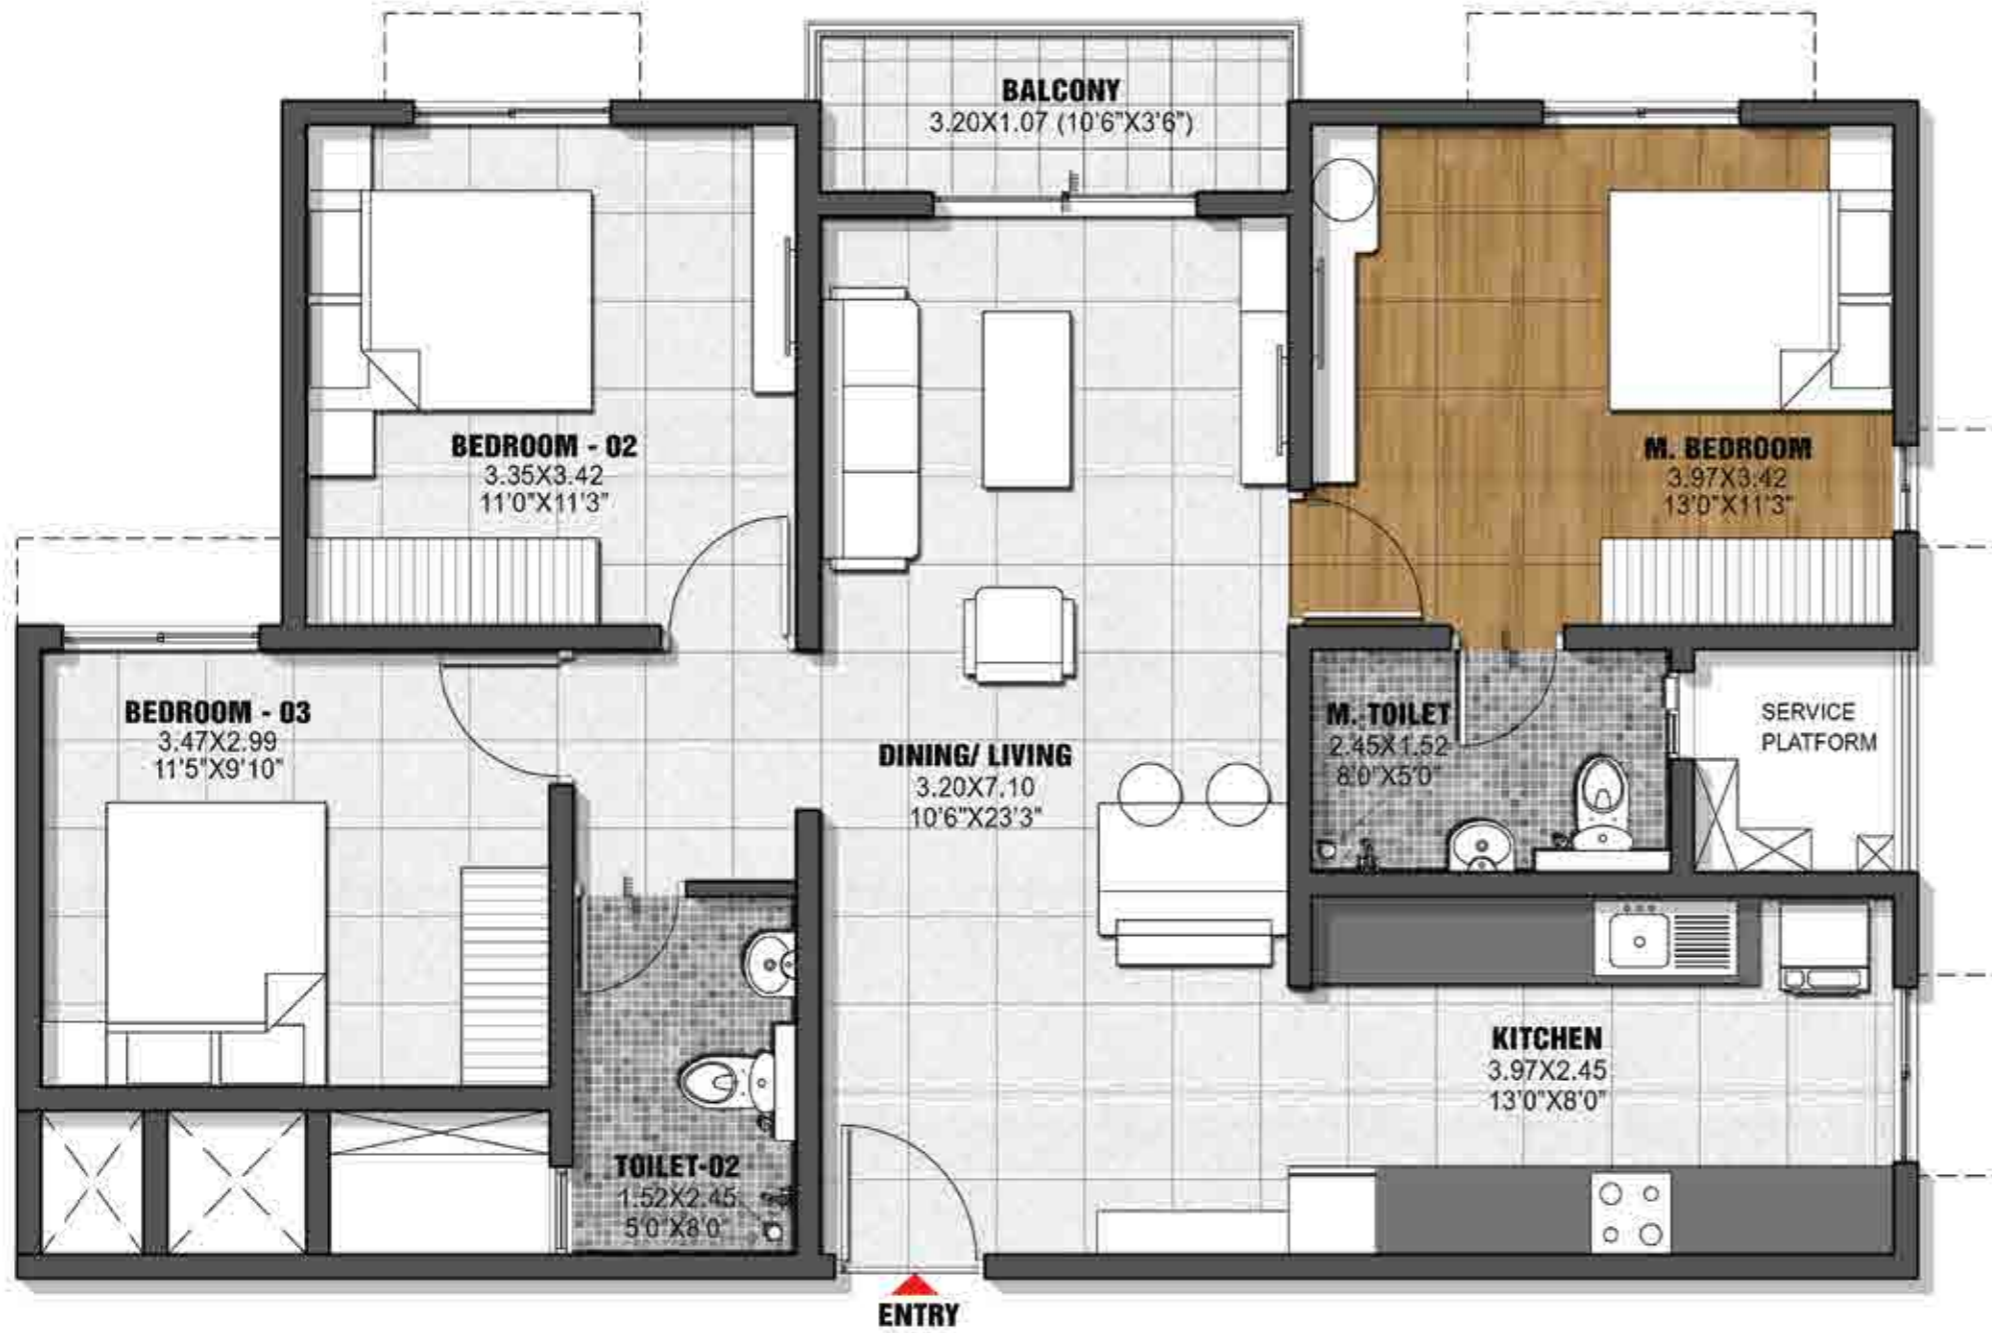 BALCONY
3.20X1.07 (10'6"X3'6")
BEDROOM - 02
3.35X3.42
11'0"X11'3"
M. BEDROOM
3.97X3.42
13'0"X11'3"
BEDROOM - 03
3.47X2.99
11'5"X9'10"
DINING/ LIVING
3.20X7.10
10'6"X23'3"
M. TOILET
2.45X1.52
8'0"X5'0"
SERVICE
PLATFORM
KITCHEN
3.97X2.45
13'0"X8'0"
TOILET-02
1.52X2.45
5'0"X8'0"
ENTRY